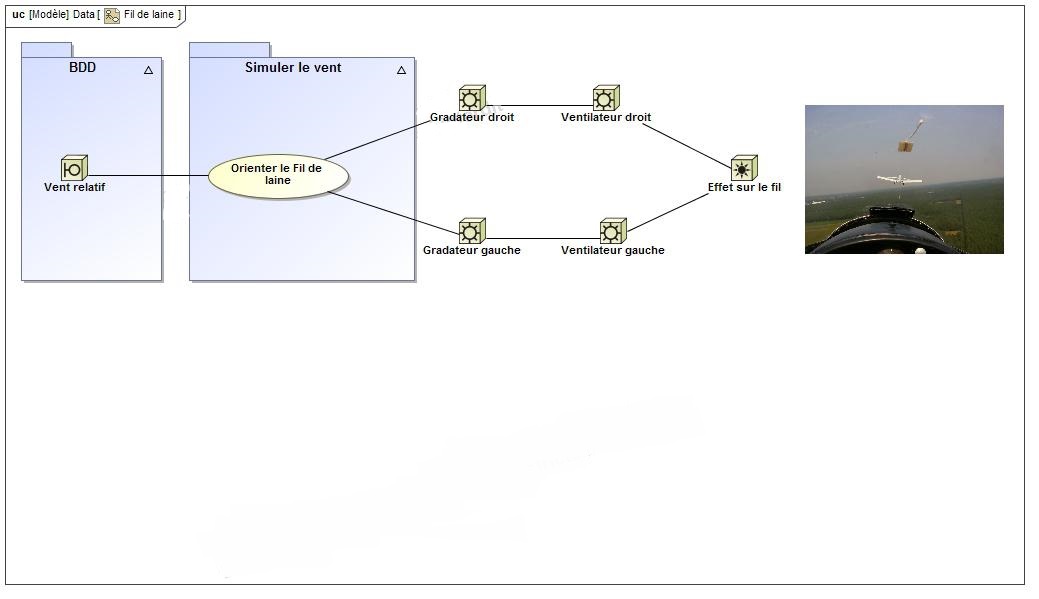 uc [Modèle] Data [ Fil de laine ]
BDD
Simuler le vent
Gradateur droit
Ventilateur droit
Vent relatif
Orienter le Fil de
laine
Effet sur le fil
Gradateur gauche
Ventilateur gauche